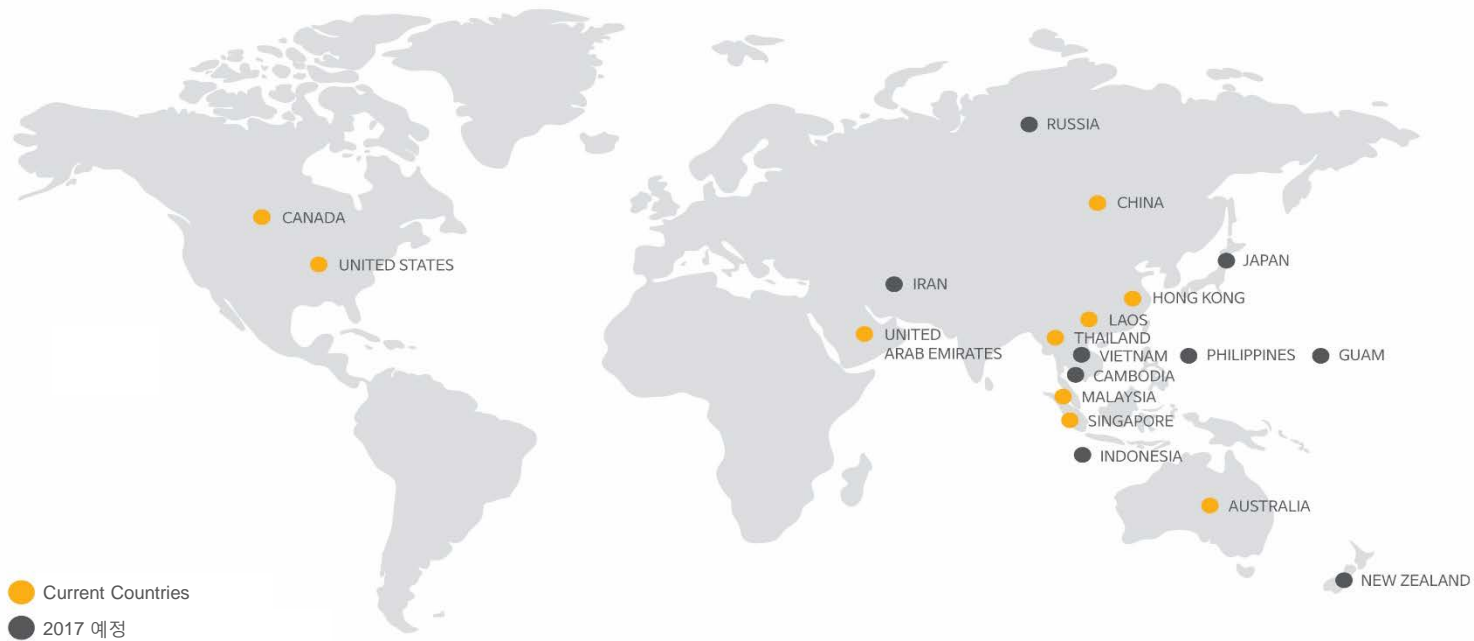 RUSSIA
CHINA
CANADA
JAPAN
UNITED STATES
IRAN
HONG KONG
LAOS
UNITED
ARAB EMIRATES
THAILAND
VIETNAM
PHILIPPINES
GUAM
CAMBODIA
MALAYSIA
SINGAPORE
INDONESIA
AUSTRALIA
NEW ZEALAND
Current Countries
2017 예정